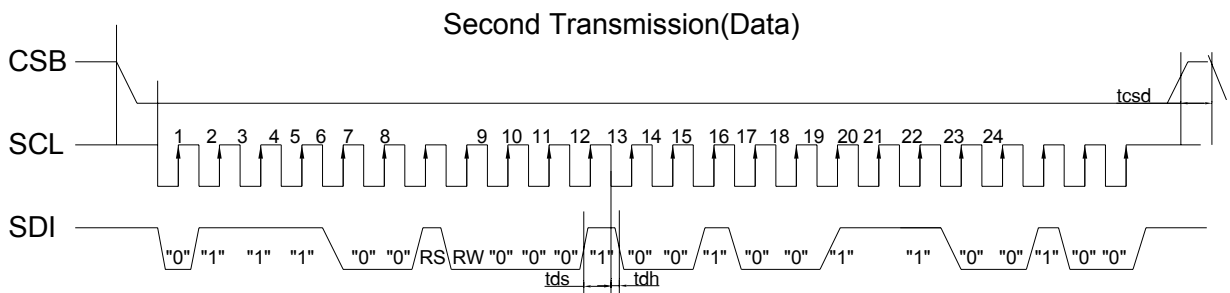 Second Transmission(Data)
CSB
tcsd
SCL 1 2 3 4 5 6 7 8 9 10 11 12 13 14 15 16 17 18 19 20 21 22 23 24
SDI
"0" "1" "1" "1" "0" "0" RS RW "0" "0" "0" "1" "0" "0" "1" "0" "0" "1" "1" "0" "0" "1" "0" "0"
tds tdh